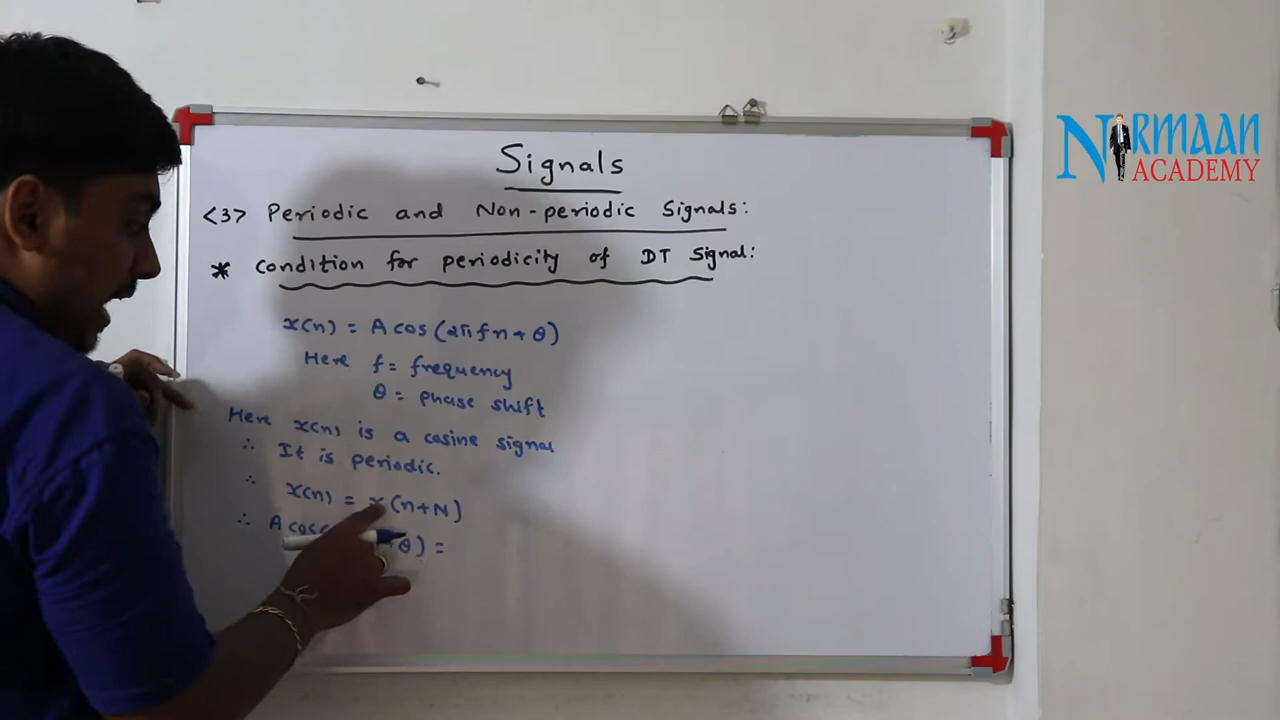 Signals
<3> Periodic and Non-periodic Signals:
* Condition for periodicity of DT Signal:
x(n) = A cos (2πfn + θ)
Here f = frequency
θ = phase shift
Here x(n) is a cosine signal
∴ It is periodic.
∴ x(n) = x(n+N)
∴ A cos θ) =
NIRMAAN
ACADEMY